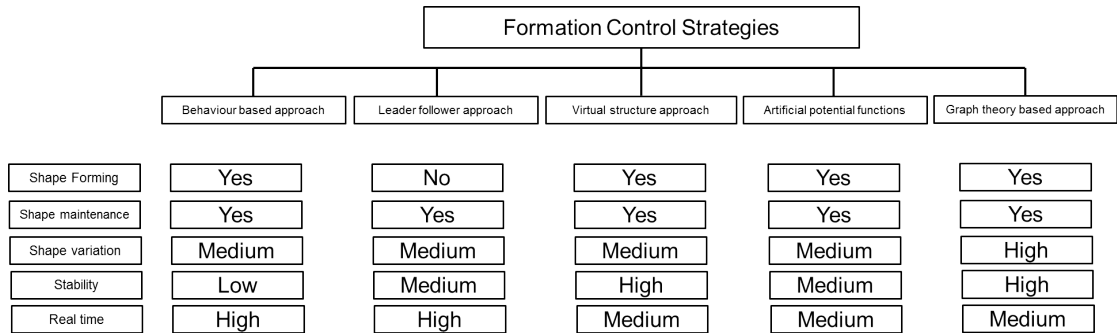 Formation Control Strategies
Behaviour based approach
Leader follower approach
Virtual structure approach
Artificial potential functions
Graph theory based approach
Shape Forming
Yes
No
Yes
Yes
Yes
Shape maintenance
Yes
Yes
Yes
Yes
Yes
Shape variation
Medium
Medium
Medium
Medium
High
Stability
Low
Medium
High
Medium
High
Real time
High
High
Medium
Medium
Medium